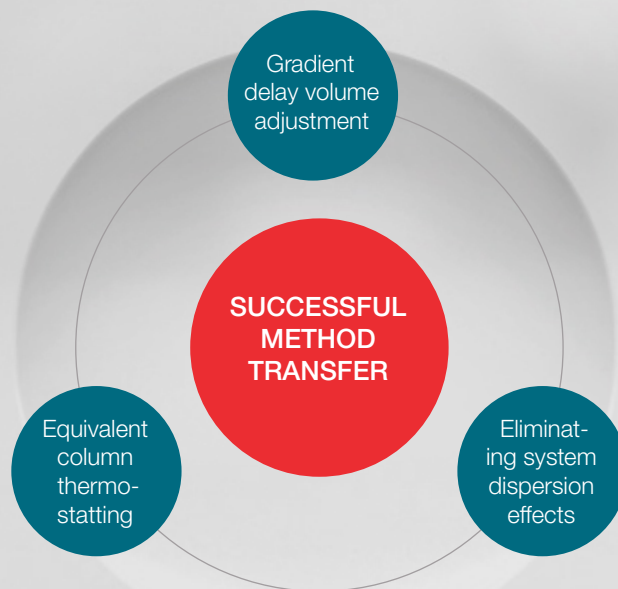 Gradient
delay volume
adjustment
SUCCESSFUL
METHOD
TRANSFER
Equivalent
column
thermo-
statting
Eliminat-
ing system
dispersion
effects